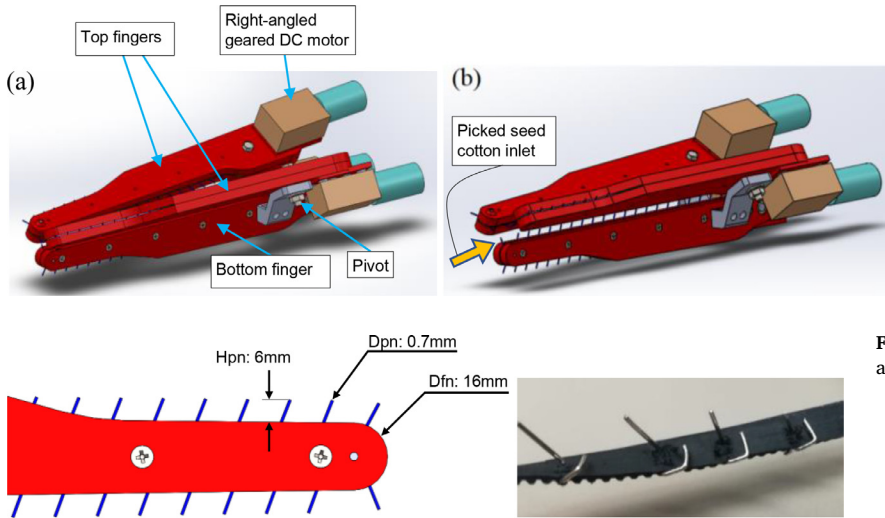 (a)
Top fingers
Right-angled
geared DC motor
Bottom finger
Pivot
(b)
Picked seed
cotton inlet
Hpn: 6mm
Dpn: 0.7mm
Dfn: 16mm
F
a